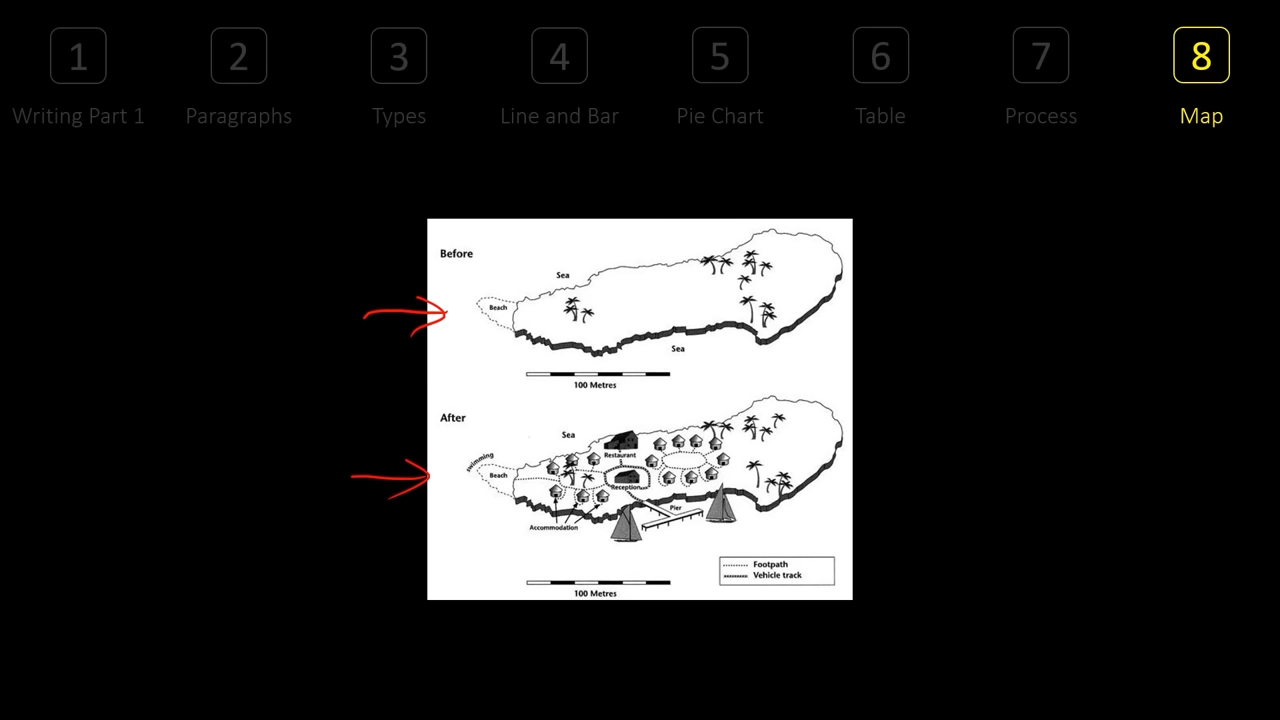 1 2 3 4 5 6 7 8
Writing Part 1 Paragraphs Types Line and Bar Pie Chart Table Process Map
Before
Sea
Beach
Sea
100 Metres
After
Sea
Restaurant
swimming
Beach
Reception
Pier
Accommodation
Footpath
Vehicle track
100 Metres